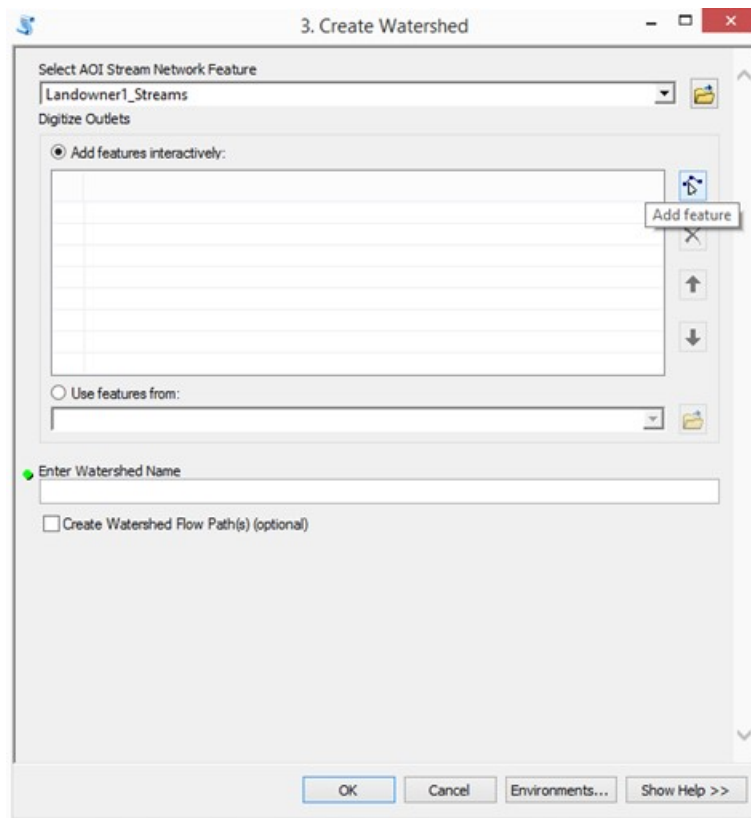 3. Create Watershed
Select AOI Stream Network Feature
Landowner1_Streams
Digitize Outlets
Add features interactively:
Add feature
Use features from:
Enter Watershed Name
Create Watershed Flow Path(s) (optional)
OK Cancel Environments... Show Help >>